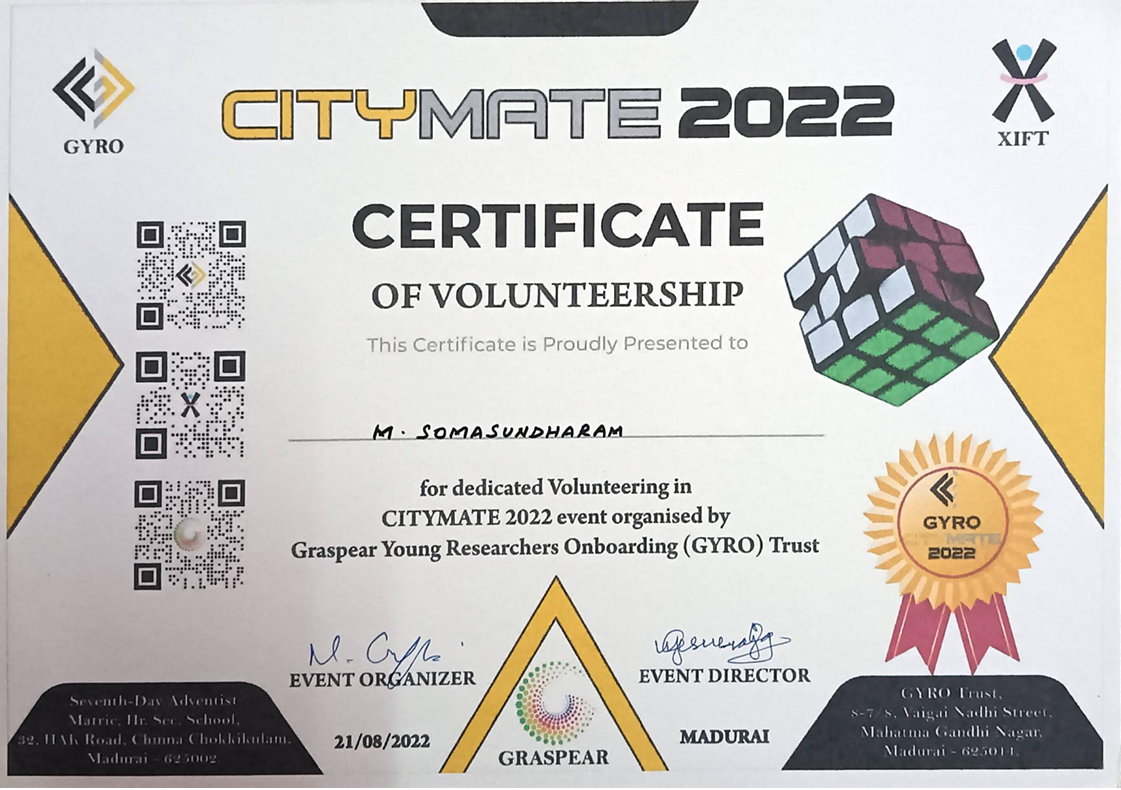 GYRO
CITYMATE 2022
XIFT
CERTIFICATE
OF VOLUNTEERSHIP
This Certificate is Proudly Presented to
M. SOMASUNDHARAM
for dedicated Volunteering in
CITYMATE 2022 event organised by
Graspear Young Researchers Onboarding (GYRO) Trust
GYRO
CITYMATE
2022
EVENT ORGANIZER
EVENT DIRECTOR
Seventh-Day Adventist
Matric. Hr. Sec. School,
32, HAK Road, Chinna Chokkikulam,
Madurai - 625002.
21/08/2022
GRASPEAR
MADURAI
GYRO Trust,
8-7/8, Vaigai Nadhi Street,
Mahatma Gandhi Nagar,
Madurai - 625014.